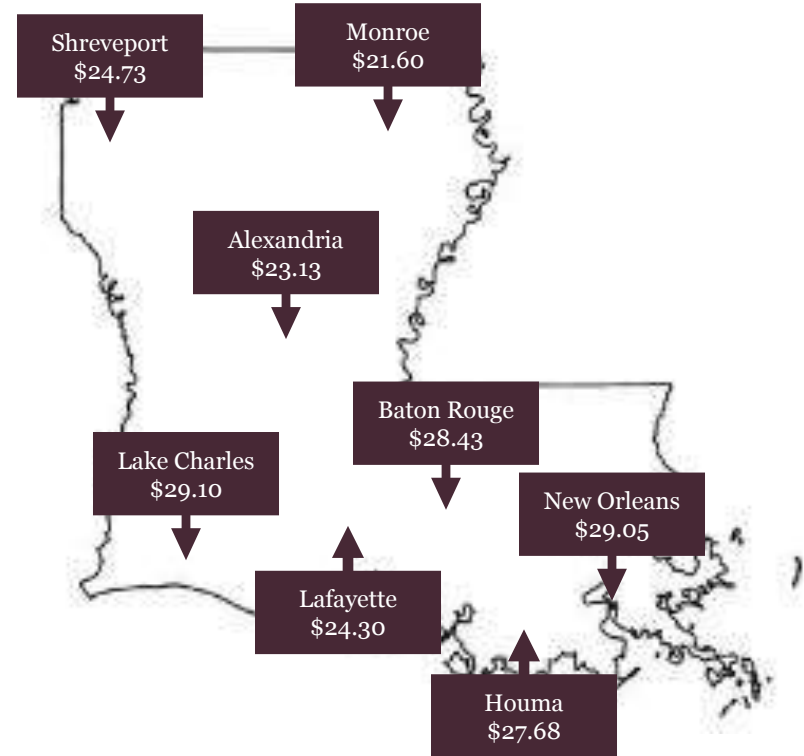 Shreveport
$24.73
Monroe
$21.60
Alexandria
$23.13
Baton Rouge
$28.43
Lake Charles
$29.10
New Orleans
$29.05
Lafayette
$24.30
Houma
$27.68